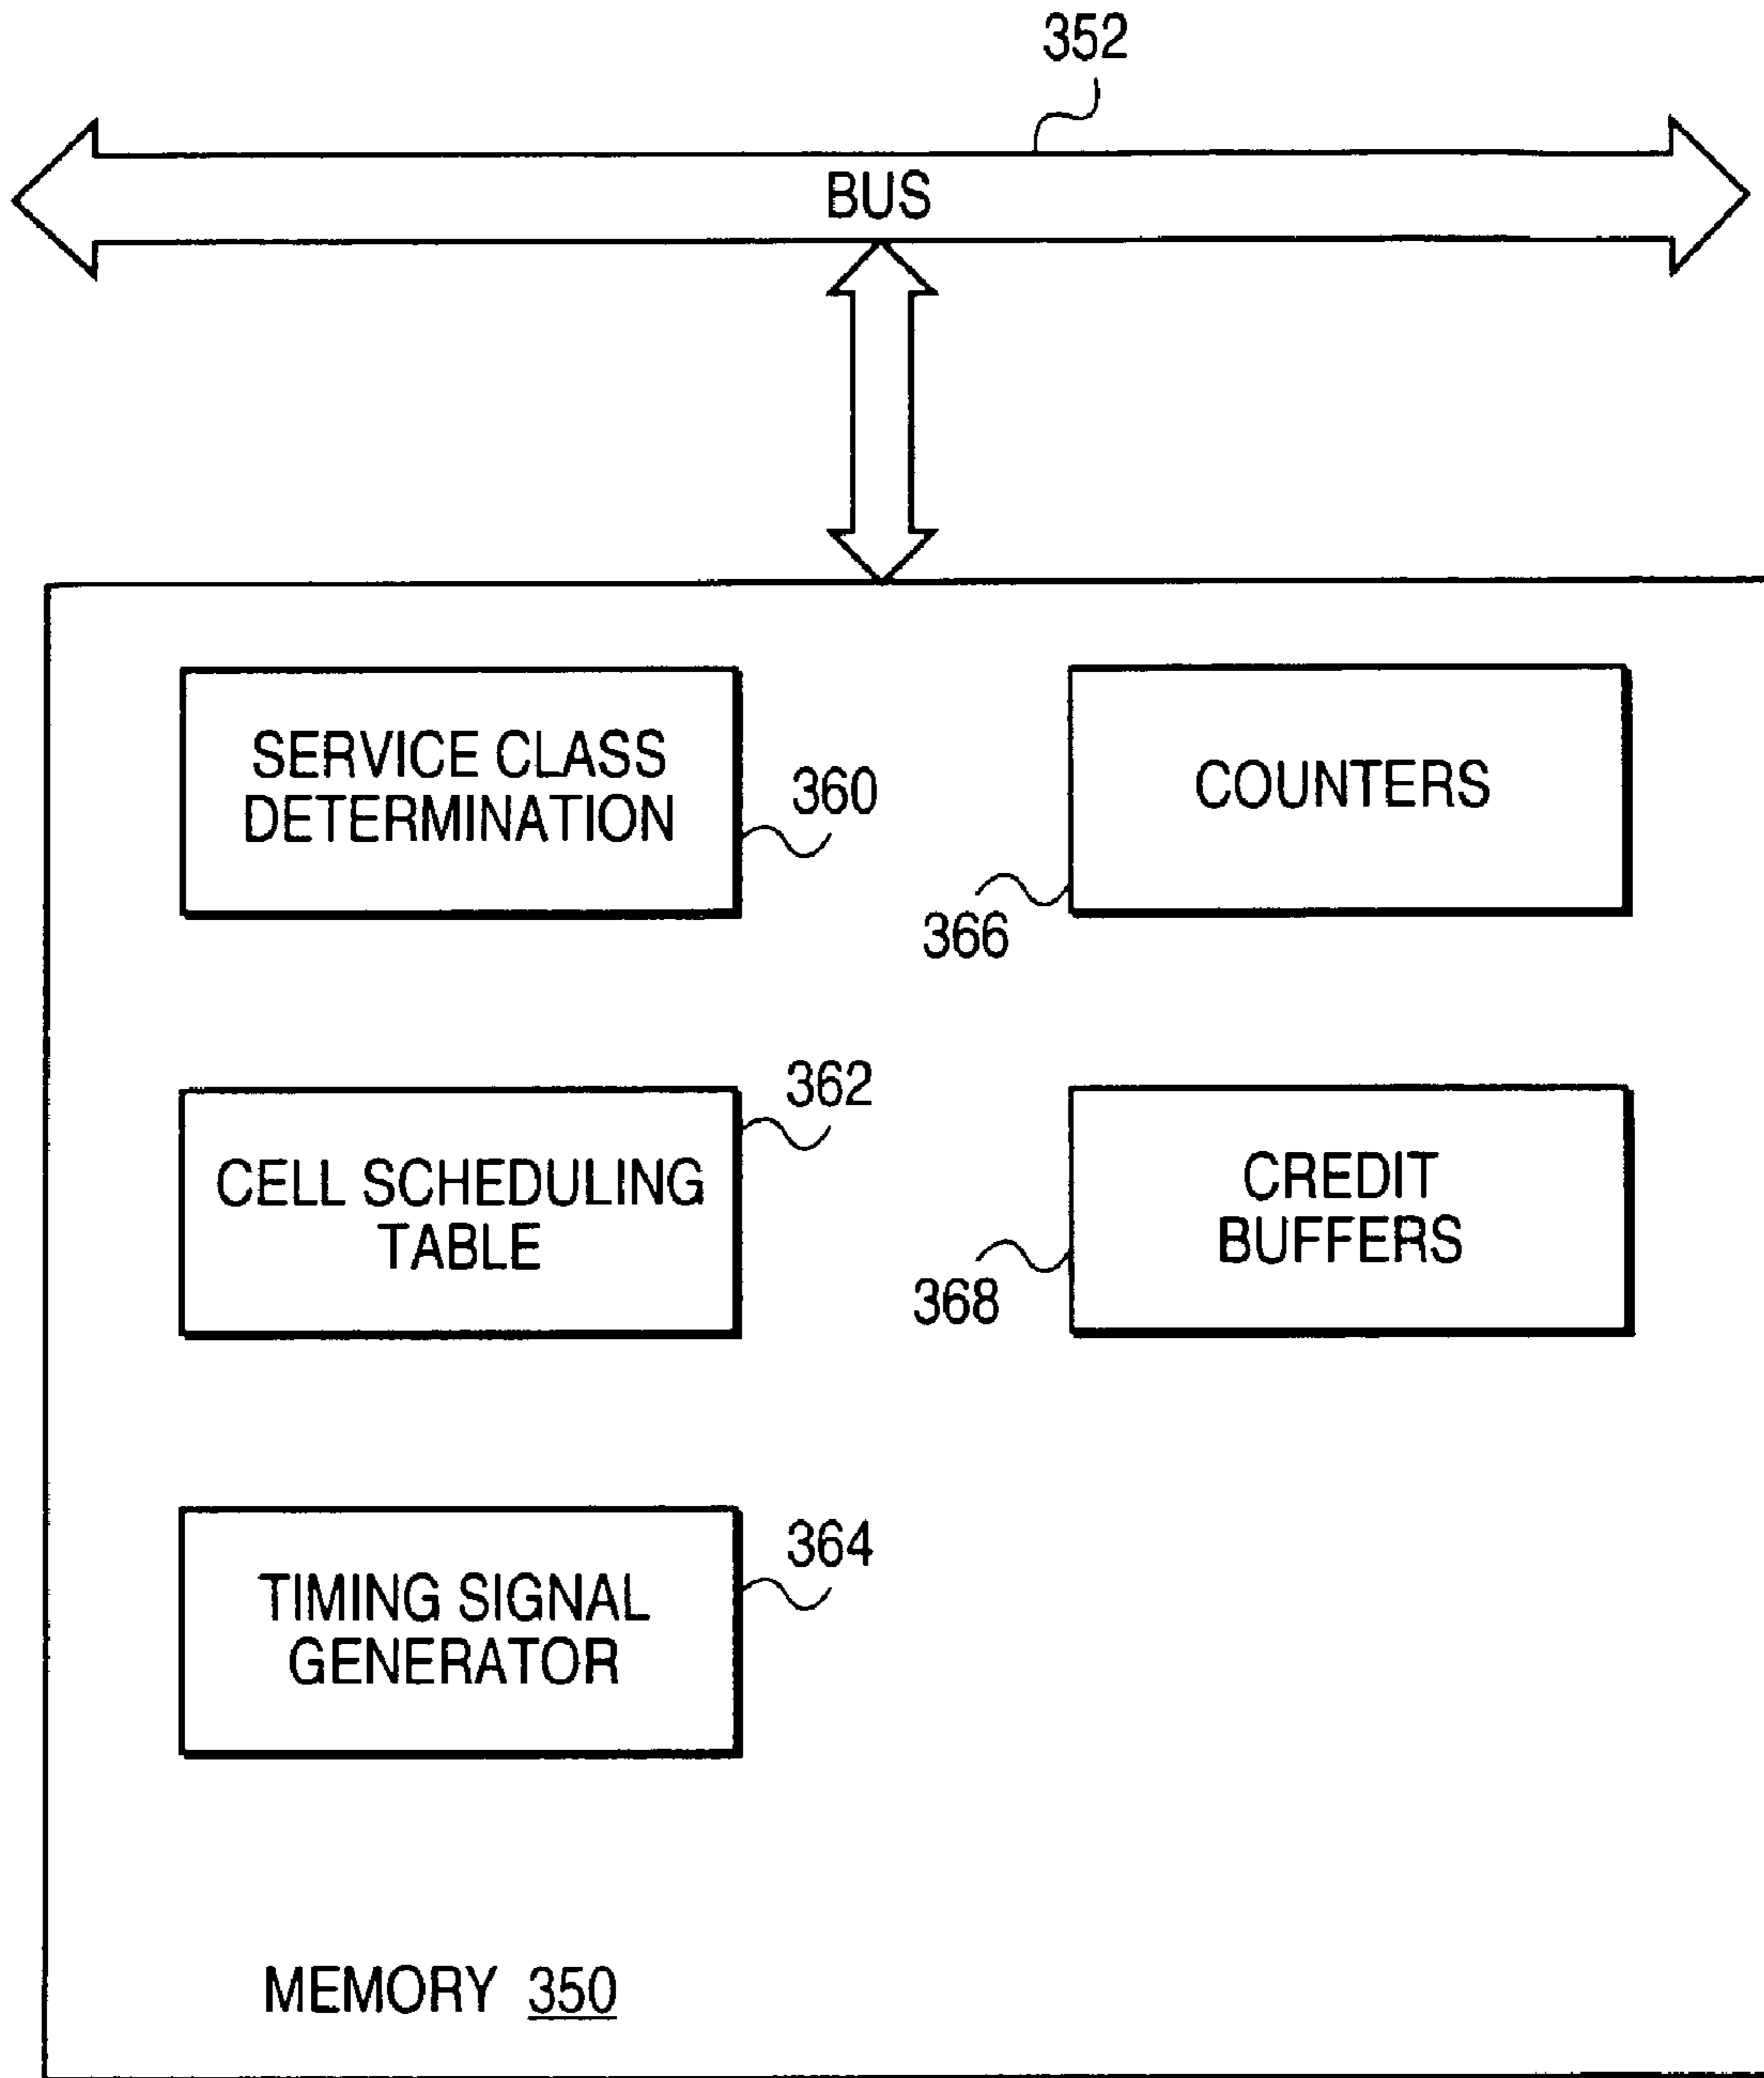 352
BUS
SERVICE CLASS
DETERMINATION
360
COUNTERS
366
CELL SCHEDULING
TABLE
362
CREDIT
BUFFERS
368
TIMING SIGNAL
GENERATOR
364
MEMORY 350